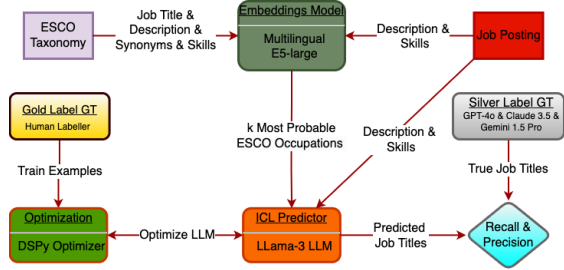 ESCO
Taxonomy
Job Title &
Description &
Synonyms & Skills
Embeddings Model
Multilingual
E5-large
Description &
Skills
Job Posting
Gold Label GT
Human Labeller
k Most Probable
ESCO Occupations
Description &
Skills
Silver Label GT
GPT-4o & Claude 3.5 &
Gemini 1.5 Pro
Train Examples
True Job Titles
Optimization
DSPy Optimizer
Optimize LLM
ICL Predictor
LLama-3 LLM
Predicted
Job Titles
Recall &
Precision